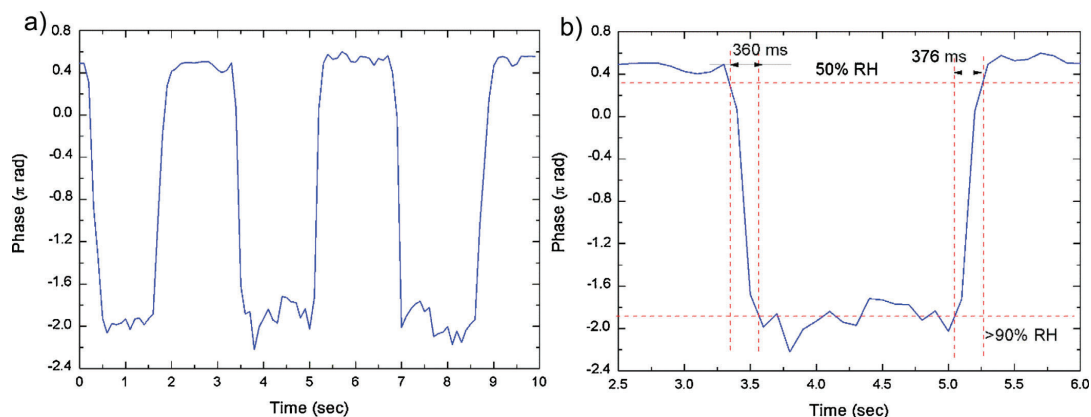 a)
0.8
0.4
0.0
-0.4
-0.8
-1.2
-1.6
-2.0
-2.4
Phase (π rad)
0 1 2 3 4 5 6 7 8 9 10
Time (sec)
b)
0.8
0.4
0.0
-0.4
-0.8
-1.2
-1.6
-2.0
-2.4
Phase (π rad)
360 ms
376 ms
50% RH
>90% RH
2.5 3.0 3.5 4.0 4.5 5.0 5.5 6.0
Time (sec)